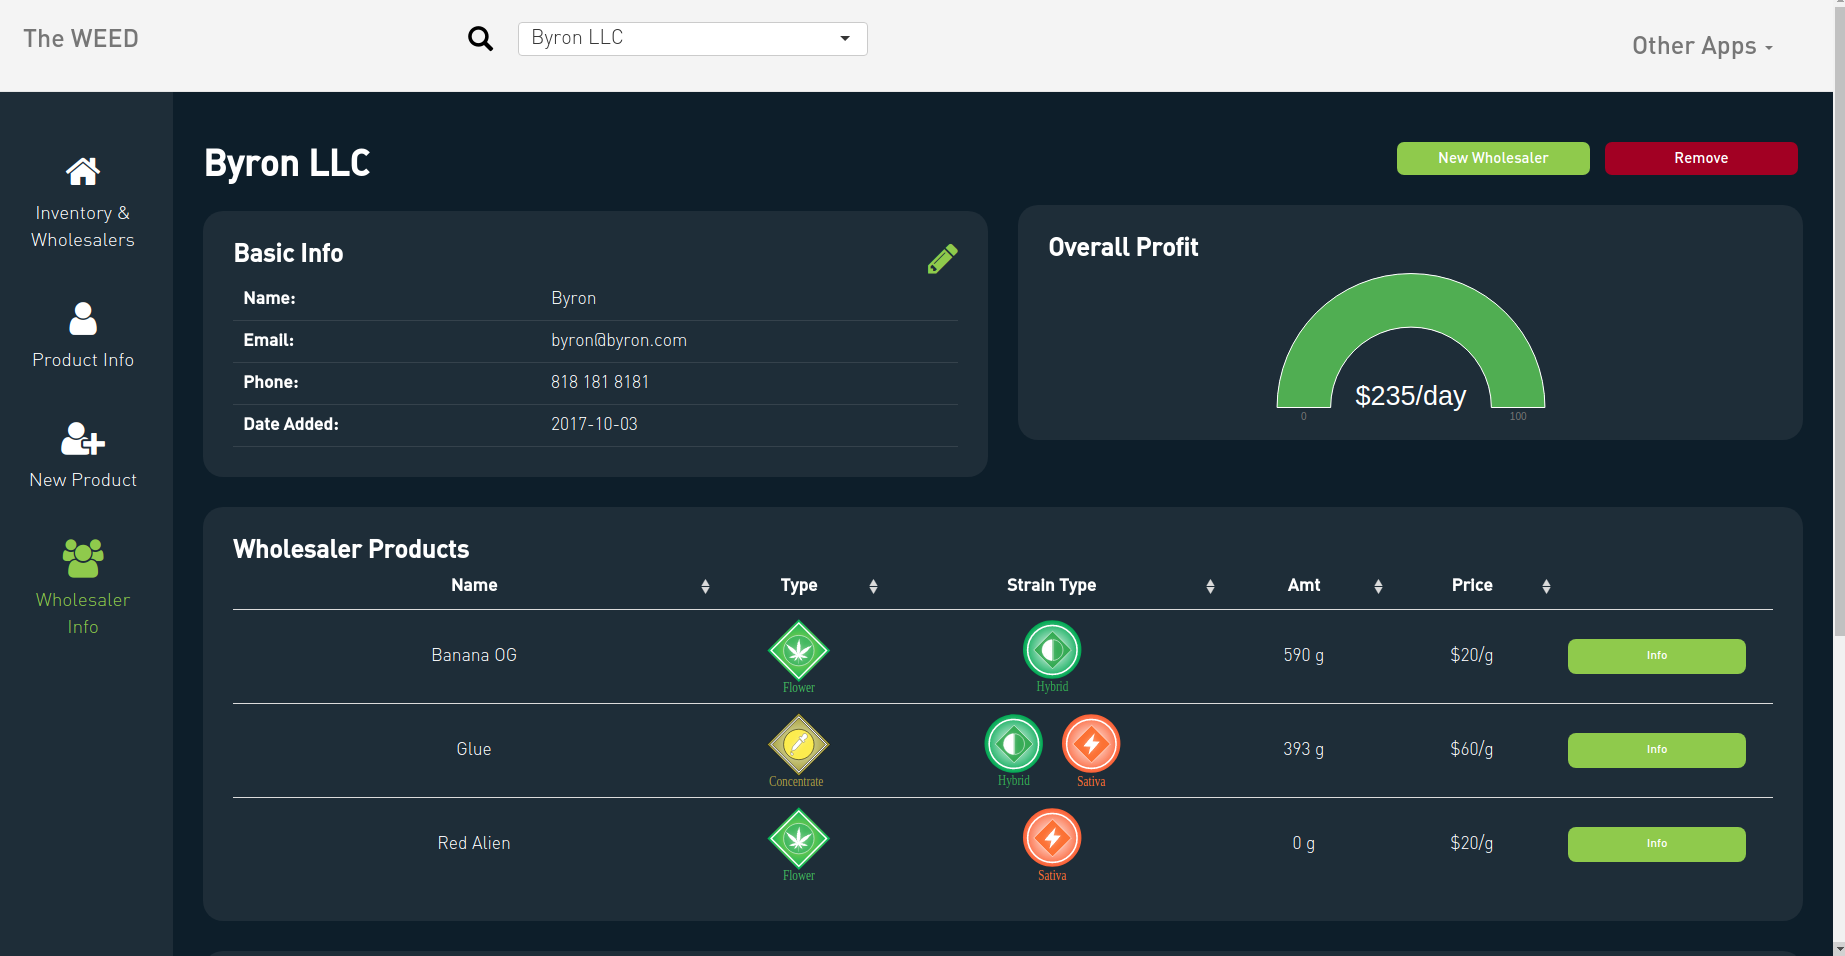 The WEED
Byron LLC
Other Apps
Inventory &
Wholesalers
Product Info
New Product
Wholesaler
Info
Byron LLC
New Wholesaler
Remove
Basic Info
Name: Byron
Email: byron@byron.com
Phone: 818 181 8181
Date Added: 2017-10-03
Overall Profit
$235/day
0 100
Wholesaler Products
Name Type Strain Type Amt Price
Banana OG Flower Hybrid 590 g $20/g Info
Glue Concentrate Hybrid Sativa 393 g $60/g Info
Red Alien Flower Sativa 0 g $20/g Info